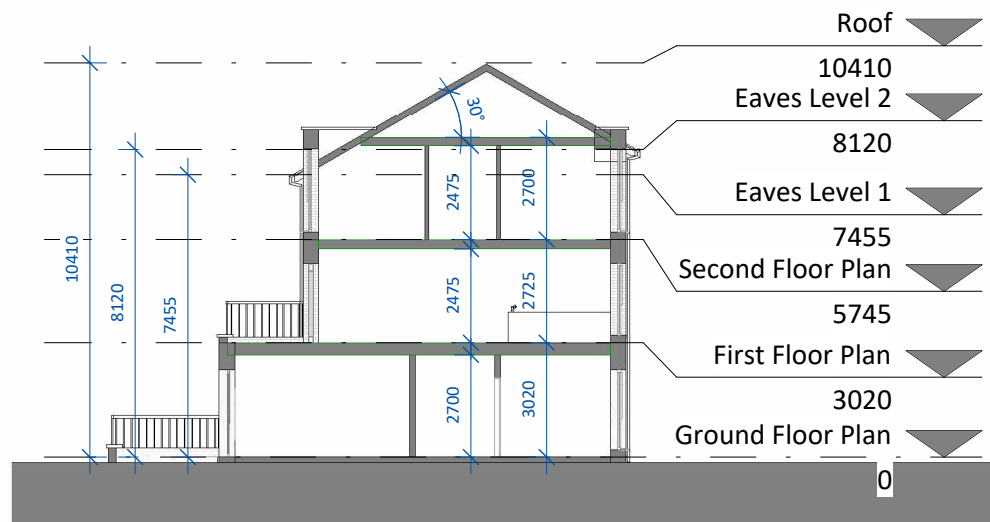 Roof
10410
Eaves Level 2
8120
Eaves Level 1
7455
Second Floor Plan
5745
First Floor Plan
3020
Ground Floor Plan
0
30°
2475
2700
10410
8120
7455
2475
2725
2700
3020